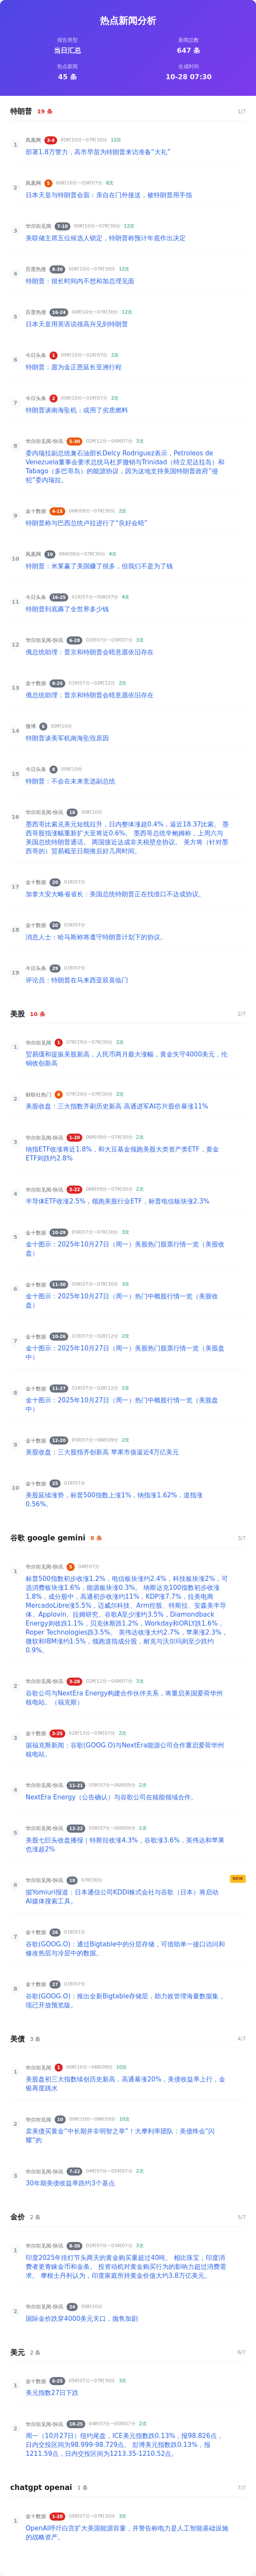 热点新闻分析
报告类型
当日汇总
新闻总数
647 条
热点新闻
45 条
生成时间
10-28 07:30
特朗普 19 条 1/7
1
凤凰网 3-4 00时10分~07时30分 12次
部署1.8万警力，高市早苗为特朗普来访准备“大礼”
2
凤凰网 5 00时10分~05时07分 8次
日本天皇与特朗普会面：亲自在门外接送，被特朗普用手指
3
华尔街见闻 7-10 00时10分~07时30分 12次
美联储主席五位候选人锁定，特朗普称预计年底作出决定
4
百度热搜 8-30 00时10分~07时30分 12次
特朗普：很长时间内不想和加总理见面
5
百度热搜 16-24 00时10分~07时30分 12次
日本天皇用英语说很高兴见到特朗普
6
今日头条 1 00时10分~01时07分 2次
特朗普：愿为金正恩延长亚洲行程
7
今日头条 2 00时10分~01时07分 2次
特朗普谈南海坠机：或用了劣质燃料
8
华尔街见闻-快讯 5-30 02时12分~04时07分 3次
委内瑞拉副总统兼石油部长Delcy Rodriguez表示，Petroleos de
Venezuela董事会要求总统马杜罗撤销与Trinidad（特立尼达拉岛）和
Tabago（多巴哥岛）的能源协议，因为这地支持美国特朗普政府“侵
犯”委内瑞拉。
9
金十数据 6-15 06时09分~07时30分 2次
特朗普称与巴西总统卢拉进行了“良好会晤”
10
凤凰网 10 06时09分~07时30分 4次
特朗普：米莱赢了美国赚了很多，但我们不是为了钱
11
今日头条 16-25 01时07分~05时07分 4次
特朗普到底薅了全世界多少钱
12
华尔街见闻-快讯 6-28 01时07分~03时07分 3次
俄总统助理：普京和特朗普会晤意愿依旧存在
13
金十数据 9-25 01时07分~02时12分 2次
俄总统助理：普京和特朗普会晤意愿依旧存在
14
微博 6 00时10分
特朗普谈美军机南海坠毁原因
15
今日头条 8 00时10分
特朗普：不会在未来竞选副总统
16
华尔街见闻-快讯 10 00时10分
墨西哥比索兑美元短线拉升，日内整体涨超0.4%，逼近18.37比索。 墨
西哥股指涨幅重新扩大至将近0.6%。 墨西哥总统辛鲍姆称，上周六与
美国总统特朗普通话。 两国接近达成非关税壁垒协议。 美方将（针对墨
西哥的）贸易截至日期推后好几周时间。
17
金十数据 20 01时07分
加拿大安大略省省长：美国总统特朗普正在找借口不达成协议。
18
金十数据 20 03时07分
消息人士：哈马斯称将遵守特朗普计划下的协议。
19
今日头条 29 01时07分
评论员：特朗普在马来西亚双喜临门
美股 10 条 2/7
1
华尔街见闻 1 07时29分~07时30分 2次
贸易缓和提振美股新高，人民币两月最大涨幅，黄金失守4000美元，伦
铜收创新高
2
财联社热门 4 07时29分~07时30分 2次
美股收盘：三大指数齐刷历史新高 高通进军AI芯片股价暴涨11%
3
华尔街见闻-快讯 1-20 06时09分~07时30分 2次
纳指ETF收涨将近1.8%，和大豆基金领跑美股大类资产类ETF，黄金
ETF则跌约2.8%
4
华尔街见闻-快讯 3-22 06时09分~07时30分 2次
半导体ETF收涨2.5%，领跑美股行业ETF，标普电信板块涨2.3%
5
金十数据 10-29 05时07分~07时30分 3次
金十图示：2025年10月27日（周一）美股热门股票行情一览（美股收
盘）
6
金十数据 11-30 05时07分~07时30分 3次
金十图示：2025年10月27日（周一）热门中概股行情一览（美股收
盘）
7
金十数据 10-26 01时07分~02时12分 2次
金十图示：2025年10月27日（周一）美股热门股票行情一览（美股盘
中）
8
金十数据 11-27 01时07分~02时12分 2次
金十图示：2025年10月27日（周一）热门中概股行情一览（美股盘
中）
9
金十数据 12-20 05时07分~06时09分 2次
美股收盘：三大股指齐创新高 苹果市值逼近4万亿美元
10
金十数据 25 01时07分
美股延续涨势，标普500指数上涨1%，纳指涨1.62%，道指涨
0.56%。
谷歌 google gemini 8 条 3/7
1
华尔街见闻-快讯 5 04时07分
标普500指数初步收涨1.2%，电信板块涨约2.4%，科技板块涨2%，可
选消费板块涨1.6%，能源板块涨0.3%。 纳斯达克100指数初步收涨
1.8%，成分股中，高通初步收涨约11%，KDP涨7.7%，拉美电商
MercadoLibre涨5.5%，迈威尔科技、Arm控股、特斯拉、安森美半导
体、Applovin、拉姆研究、谷歌A至少涨约3.5%，Diamondback
Energy则收跌1.1%，贝克休斯跌1.2%，Workday和ORLY跌1.6%，
Roper Technologies跌3.5%。 英伟达收涨大约2.7%，苹果涨2.3%，
微软和IBM涨约1.5%，领跑道指成分股，耐克与沃尔玛则至少跌约
0.9%。
2
华尔街见闻-快讯 3-28 02时12分~04时07分 3次
谷歌公司与NextEra Energy构建合作伙伴关系，将重启美国爱荷华州
核电站。（福克斯）
3
金十数据 3-25 02时12分~03时07分 2次
据福克斯新闻：谷歌(GOOG.O)与NextEra能源公司合作重启爱荷华州
核电站。
4
华尔街见闻-快讯 11-21 05时07分~06时09分 2次
NextEra Energy（公告确认）与谷歌公司在核能领域合作。
5
华尔街见闻-快讯 12-22 05时07分~06时09分 2次
美股七巨头收盘播报｜特斯拉收涨4.3%，谷歌涨3.6%，英伟达和苹果
也涨超2%
6
华尔街见闻-快讯 10 07时30分 NEW
据Yomiuri报道：日本通信公司KDDI株式会社与谷歌（日本）将启动
AI媒体搜索工具。
7
金十数据 26 01时07分
谷歌(GOOG.O)：通过Bigtable中的分层存储，可借助单一接口访问和
修改热层与冷层中的数据。
8
金十数据 27 01时07分
谷歌(GOOG.O)：推出全新Bigtable存储层，助力效管理海量数据集，
现已开放预览版。
美债 3 条 4/7
1
华尔街见闻 1 00时10分~06时09分 10次
美股盘初三大指数续创历史新高，高通暴涨20%，美债收益率上行，金
银再度跳水
2
华尔街见闻 10 00时10分~06时09分 10次
卖美债买黄金“中长期并非明智之举”！大摩利率团队：美债终会“闪
耀”的
3
华尔街见闻-快讯 7-22 04时07分~05时07分 2次
30年期美债收益率跌约3个基点
金价 2 条 5/7
1
华尔街见闻-快讯 8-30 01时07分~03时07分 3次
印度2025年排灯节头两天的黄金购买量超过40吨。 相比珠宝，印度消
费者更青睐金币和金条。 投资动机对黄金购买行为的影响力超过消费需
求。 摩根士丹利认为，印度家庭所持黄金价值大约3.8万亿美元。
2
华尔街见闻-快讯 24 00时10分
国际金价跌穿4000美元关口，抛售加剧
美元 2 条 6/7
1
金十数据 6-25 05时07分~07时30分 3次
美元指数27日下跌
2
华尔街见闻-快讯 10-25 04时07分~05时07分 2次
周一（10月27日）纽约尾盘，ICE美元指数跌0.13%，报98.826点，
日内交投区间为98.999-98.729点。 彭博美元指数跌0.13%，报
1211.59点，日内交投区间为1213.35-1210.52点。
chatgpt openai 1 条 7/7
1
金十数据 1-20 05时07分~07时30分 3次
OpenAI呼吁白宫扩大美国能源容量，并警告称电力是人工智能基础设施
的战略资产。